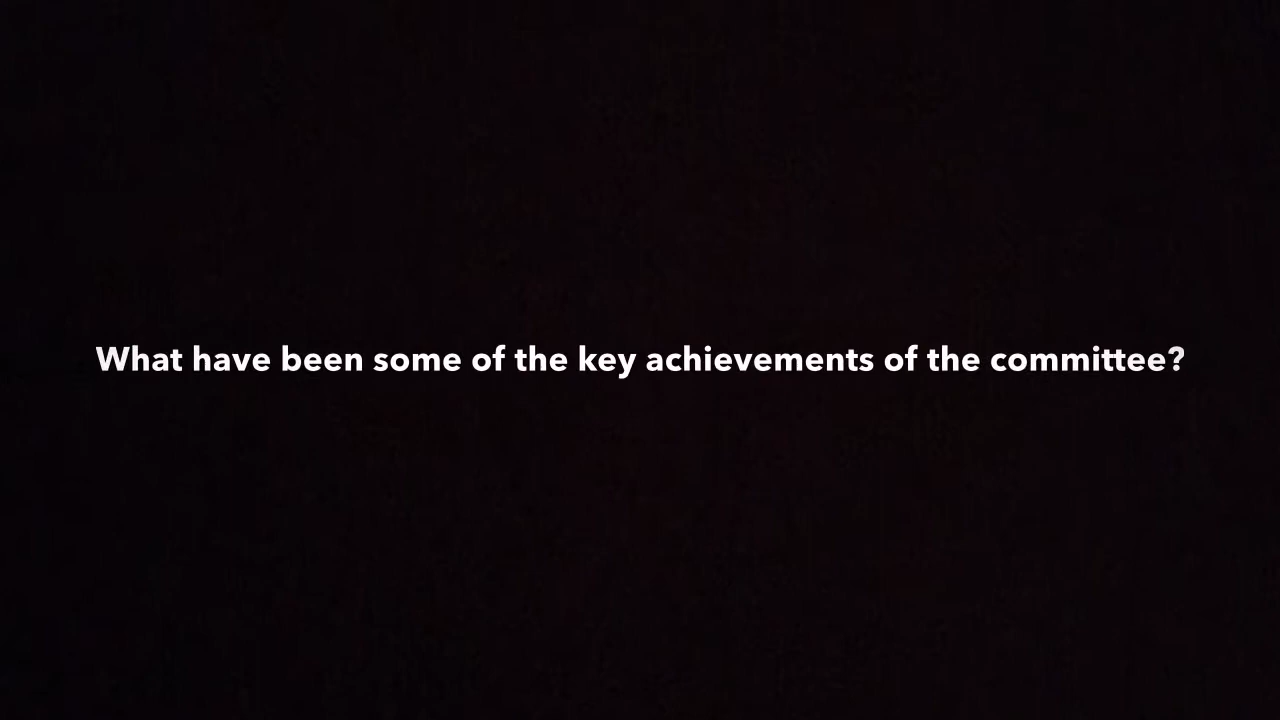 What have been some of the key achievements of the committee?